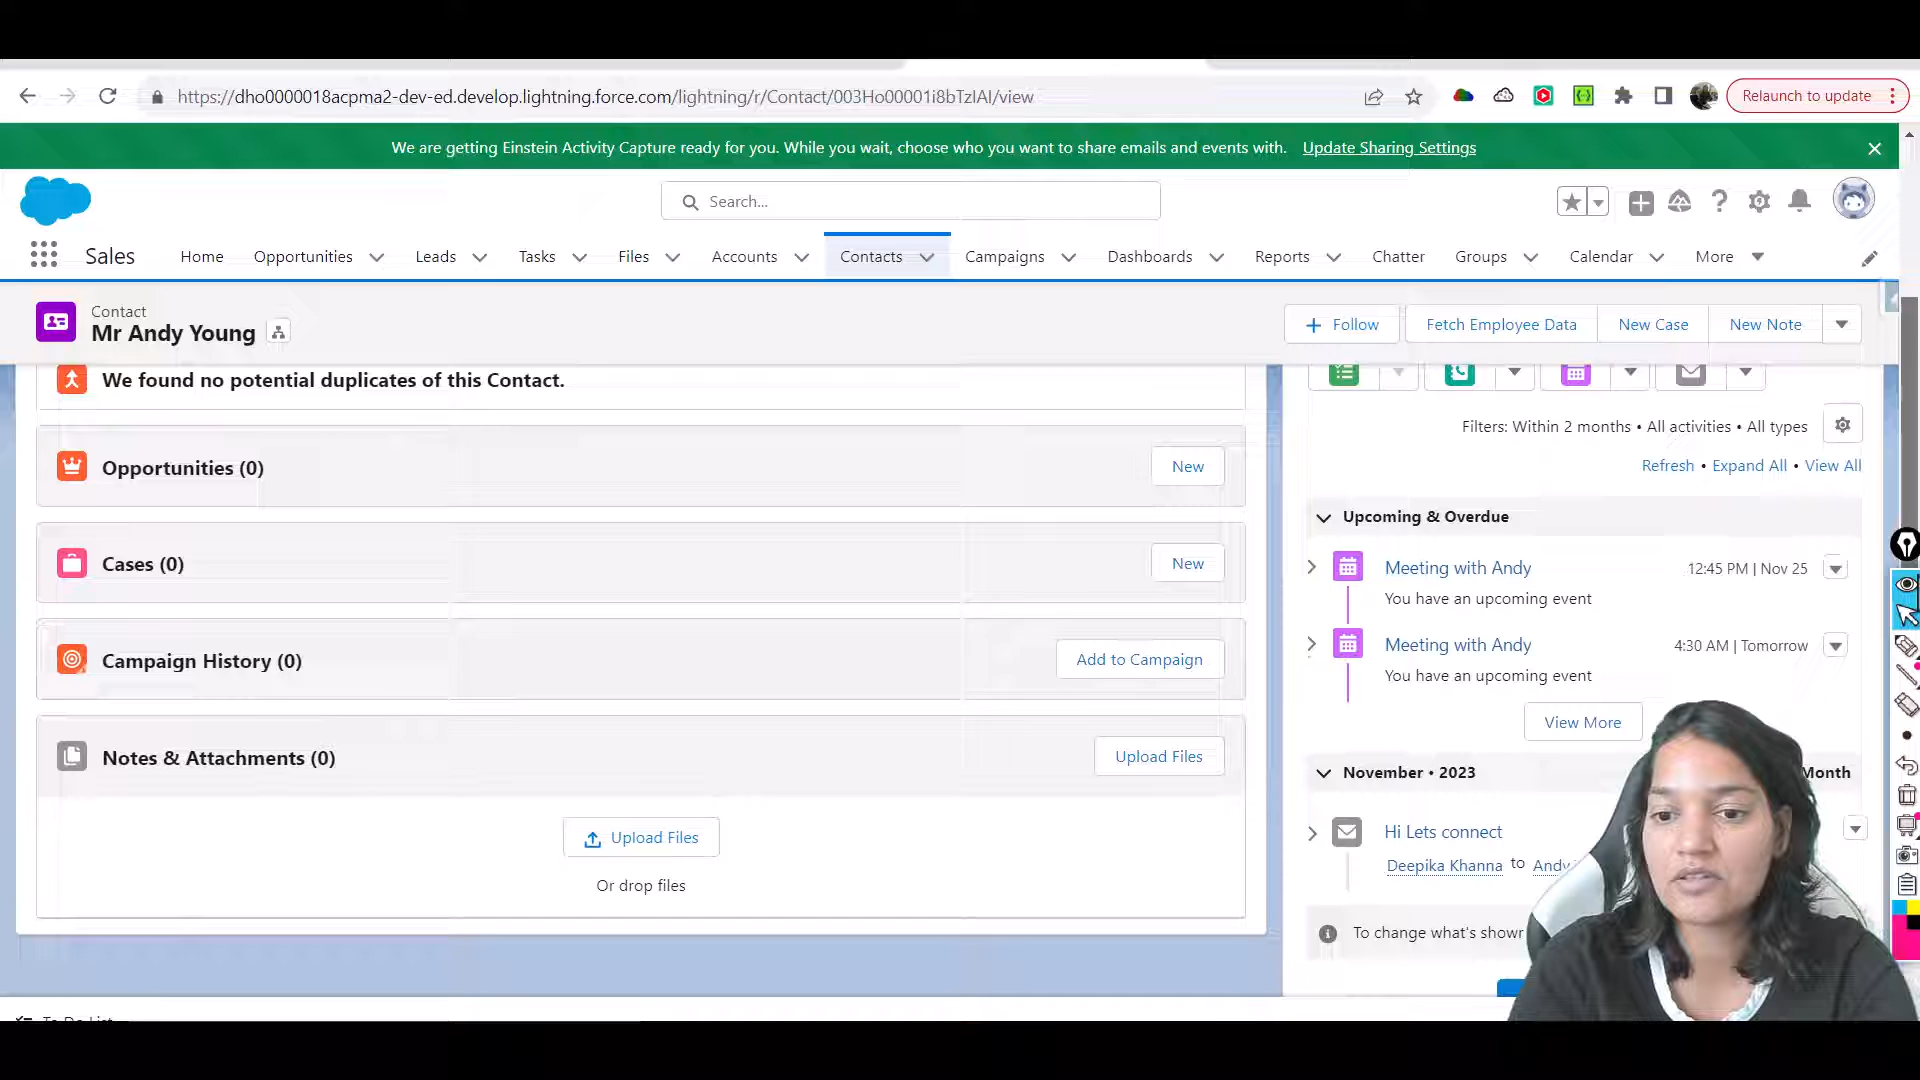 https://dho0000018acpma2-dev-ed.develop.lightning.force.com/lightning/r/Contact/003Ho00001i8bTzIAI/view
Relaunch to update
We are getting Einstein Activity Capture ready for you. While you wait, choose who you want to share emails and events with. Update Sharing Settings
Search...
Sales Home Opportunities Leads Tasks Files Accounts Contacts Campaigns Dashboards Reports Chatter Groups Calendar More
Contact
Mr Andy Young
Follow Fetch Employee Data New Case New Note
We found no potential duplicates of this Contact.
Opportunities (0) New
Cases (0) New
Campaign History (0) Add to Campaign
Notes & Attachments (0) Upload Files
Upload Files
Or drop files
Filters: Within 2 months • All activities • All types
Refresh • Expand All • View All
Upcoming & Overdue
Meeting with Andy 12:45 PM | Nov 25
You have an upcoming event
Meeting with Andy 4:30 AM | Tomorrow
You have an upcoming event
View More
November • 2023 Month
Hi Lets connect
Deepika Khanna to Andy
To change what's shown
To Do List